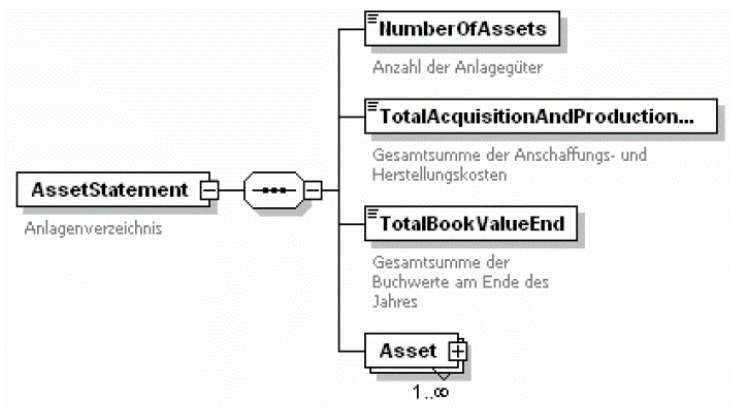 NumberOfAssets
Anzahl der Anlagegüter
TotalAcquisitionAndProduction...
Gesamtsumme der Anschaffungs- und
Herstellungskosten
AssetStatement
Anlagenverzeichnis
TotalBookValueEnd
Gesamtsumme der
Buchwerte am Ende des
Jahres
Asset
1..∞